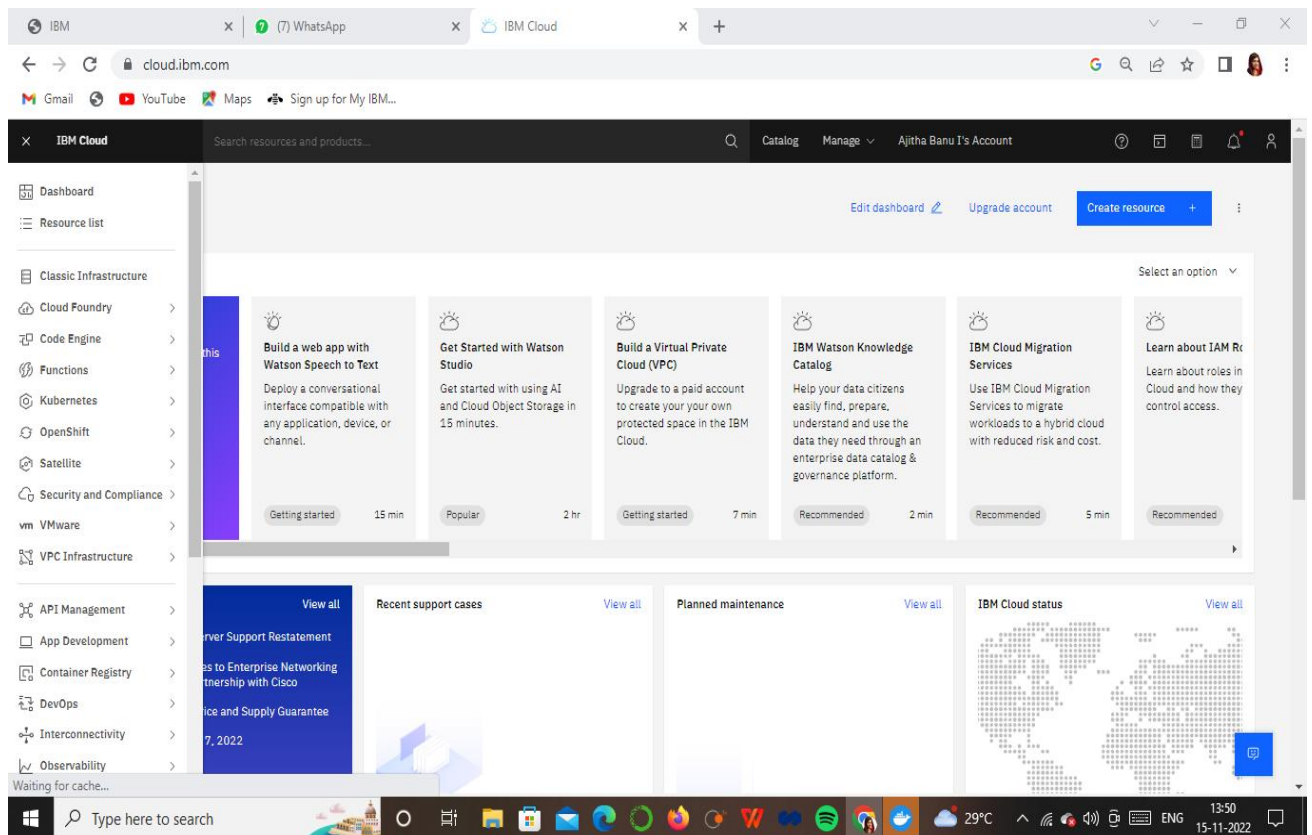 IBM
(7) WhatsApp
IBM Cloud
cloud.ibm.com
Gmail
YouTube
Maps
Sign up for My IBM...
IBM Cloud
Search resources and products...
Catalog
Manage
Ajitha Banu I's Account
Dashboard
Resource list
Classic Infrastructure
Cloud Foundry
Code Engine
Functions
Kubernetes
OpenShift
Satellite
Security and Compliance
vm VMware
VPC Infrastructure
API Management
App Development
Container Registry
DevOps
Interconnectivity
Observability
Waiting for cache...
Edit dashboard
Upgrade account
Create resource +
Select an option
this
Build a web app with
Watson Speech to Text
Deploy a conversational
interface compatible with
any application, device, or
channel.
Getting started
15 min
Get Started with Watson
Studio
Get started with using AI
and Cloud Object Storage in
15 minutes.
Popular
2 hr
Build a Virtual Private
Cloud (VPC)
Upgrade to a paid account
to create your your own
protected space in the IBM
Cloud.
Getting started
7 min
IBM Watson Knowledge
Catalog
Help your data citizens
easily find, prepare,
understand and use the
data they need through an
enterprise data catalog &
governance platform.
Recommended
2 min
IBM Cloud Migration
Services
Use IBM Cloud Migration
Services to migrate
workloads to a hybrid cloud
with reduced risk and cost.
Recommended
5 min
Learn about IAM Ro
Learn about roles in
Cloud and how they
control access.
Recommended
View all
rver Support Restatement
es to Enterprise Networking
tnership with Cisco
ice and Supply Guarantee
7, 2022
Recent support cases
View all
Planned maintenance
View all
IBM Cloud status
View all
Type here to search
29°C
ENG
13:50
15-11-2022